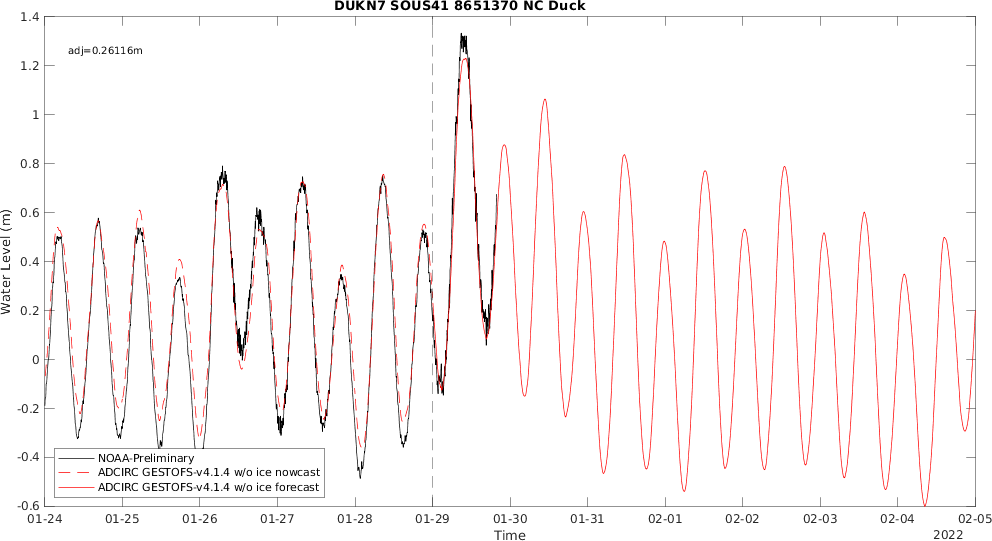 DUKN7 SOUS41 8651370 NC Duck
adj=0.26116m
Water Level (m)
1.4
1.2
1
0.8
0.6
0.4
0.2
0
-0.2
-0.4
-0.6
NOAA-Preliminary
ADCIRC GESTOFS-v4.1.4 w/o ice nowcast
ADCIRC GESTOFS-v4.1.4 w/o ice forecast
01-24 01-25 01-26 01-27 01-28 01-29 01-30 01-31 02-01 02-02 02-03 02-04 02-05
Time
2022